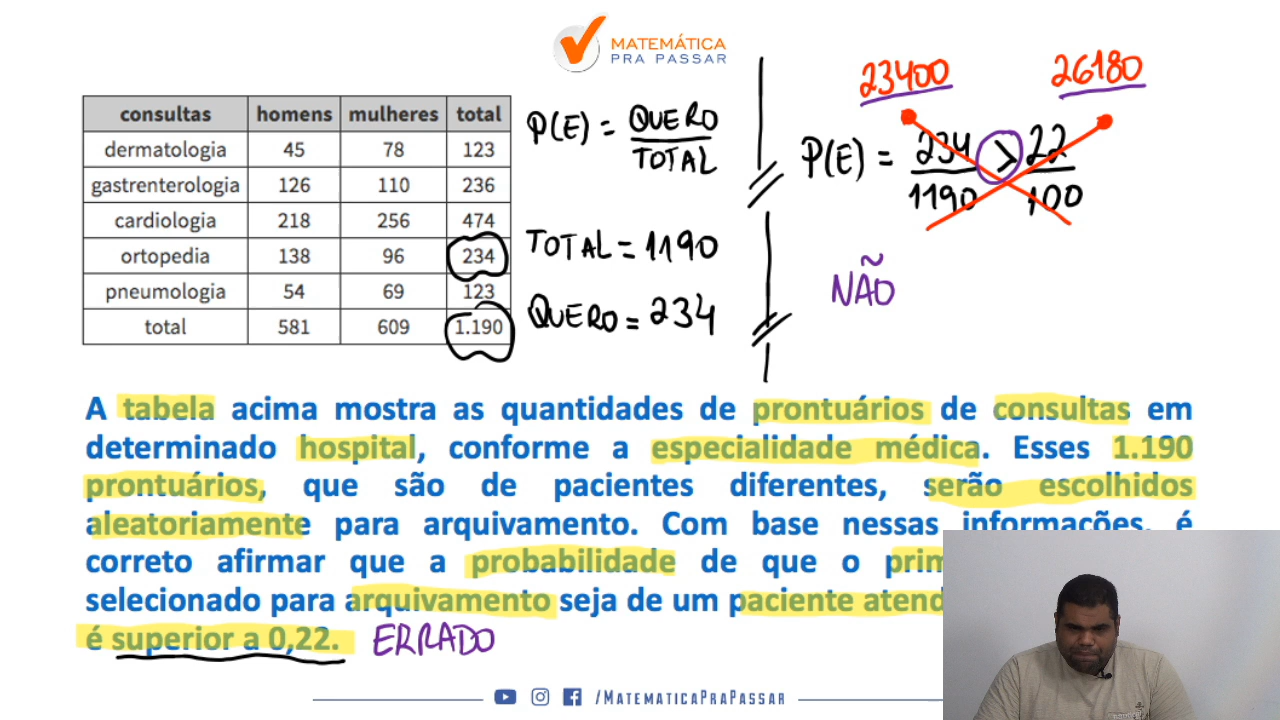 MATEMÁTICA
PRA PASSAR
consultas homens mulheres total
dermatologia 45 78 123
gastrenterologia 126 110 236
cardiologia 218 256 474
ortopedia 138 96 234
pneumologia 54 69 123
total 581 609 1.190
P(E) = QUERO
TOTAL
TOTAL = 1190
QUERO = 234
23400 26180
P(E) = 234 > 22
1190 100
NÃO
A tabela acima mostra as quantidades de prontuários de consultas em
determinado hospital, conforme a especialidade médica. Esses 1.190
prontuários, que são de pacientes diferentes, serão escolhidos
aleatoriamente para arquivamento. Com base nessas informações, é
correto afirmar que a probabilidade de que o prim
selecionado para arquivamento seja de um paciente atend
é superior a 0,22. ERRADO
/MATEMATICAPRAPASSAR